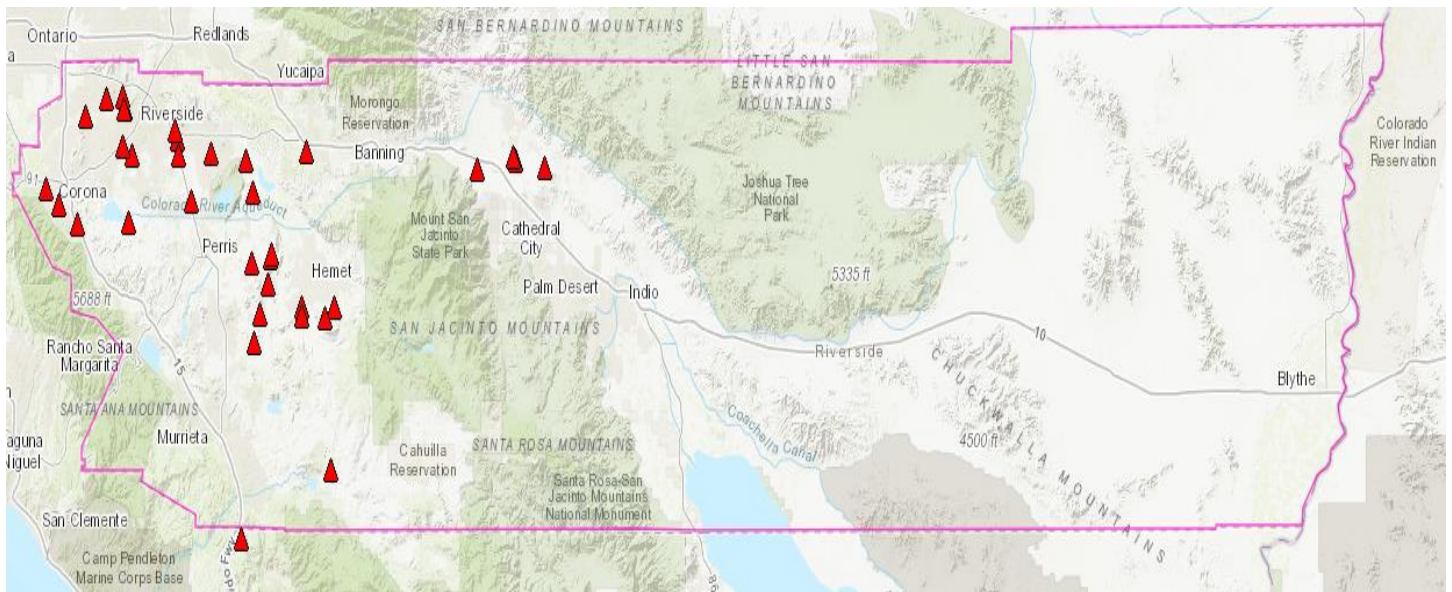 SAN BERNARDINO MOUNTAINS
Ontario
Redlands
a
Yucaipa
LITTLE SAN
BERNARDINO
MOUNTAINS
Morongo
Reservation
Riverside
Colorado
River Indian
Reservation
Banning
91
Corona
Joshua Tree
National
Park
Colorado River Aqueduct
Mount San
Jacinto
State Park
Cathedral
City
Perris
Hemet
5335 ft
Palm Desert
Indio
5688 ft
SAN JACINTO MOUNTAINS
10
Rancho Santa
Margarita
15
Riverside
CHUCKWALLA MOUNTAINS
Blythe
SANTA ANA MOUNTAINS
Coachella Canal
Murrieta
SANTA ROSA MOUNTAINS
4500 ft
aguna
Niguel
Cahuilla
Reservation
Santa Rosa-San
Jacinto Mountains
National Monument
San Clemente
Camp Pendleton
Marine Corps Base
86